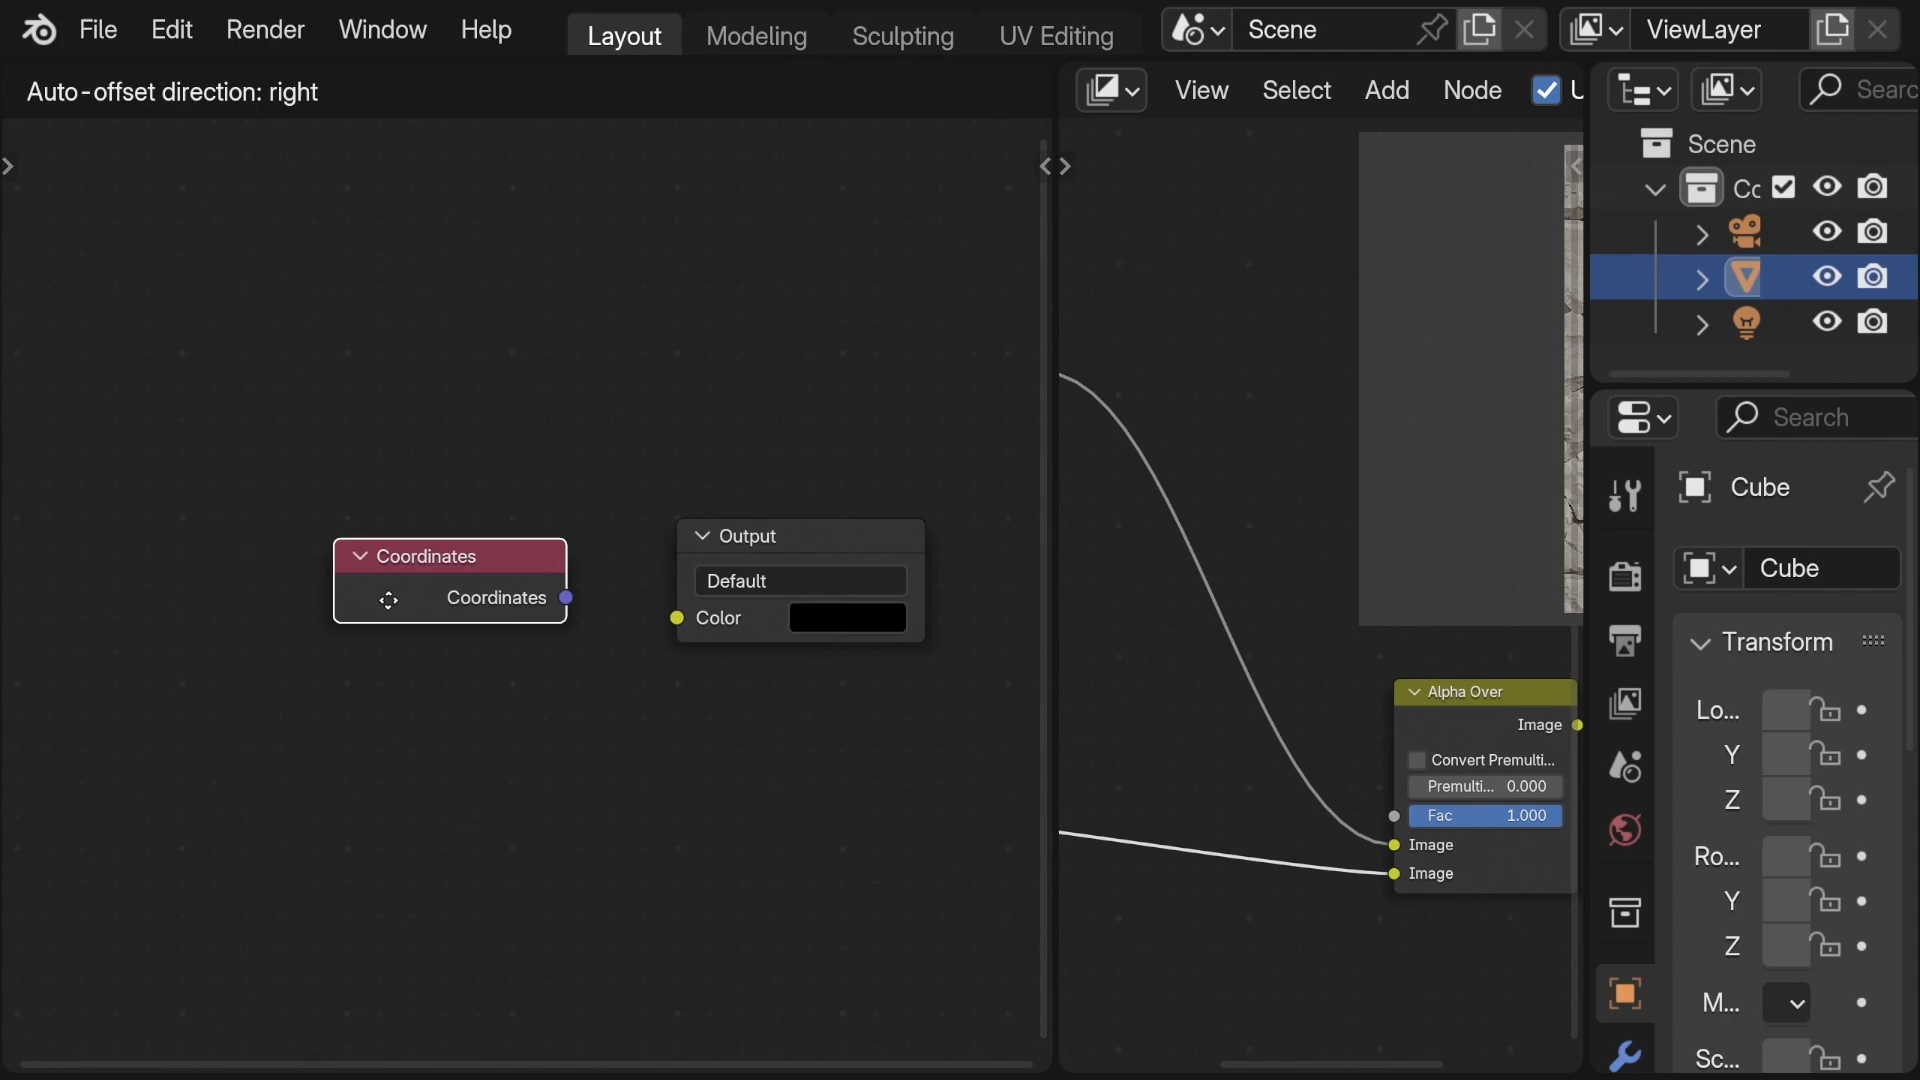 File Edit Render Window Help
Layout Modeling Sculpting UV Editing
Scene
ViewLayer
Auto-offset direction: right
View Select Add Node U
Searc
Scene
Co
Search
Cube
Cube
Transform
Lo...
Y
Z
Ro...
Y
Z
M...
Sc...
Coordinates
Coordinates
Output
Default
Color
Alpha Over
Image
Convert Premulti...
Premulti... 0.000
Fac 1.000
Image
Image